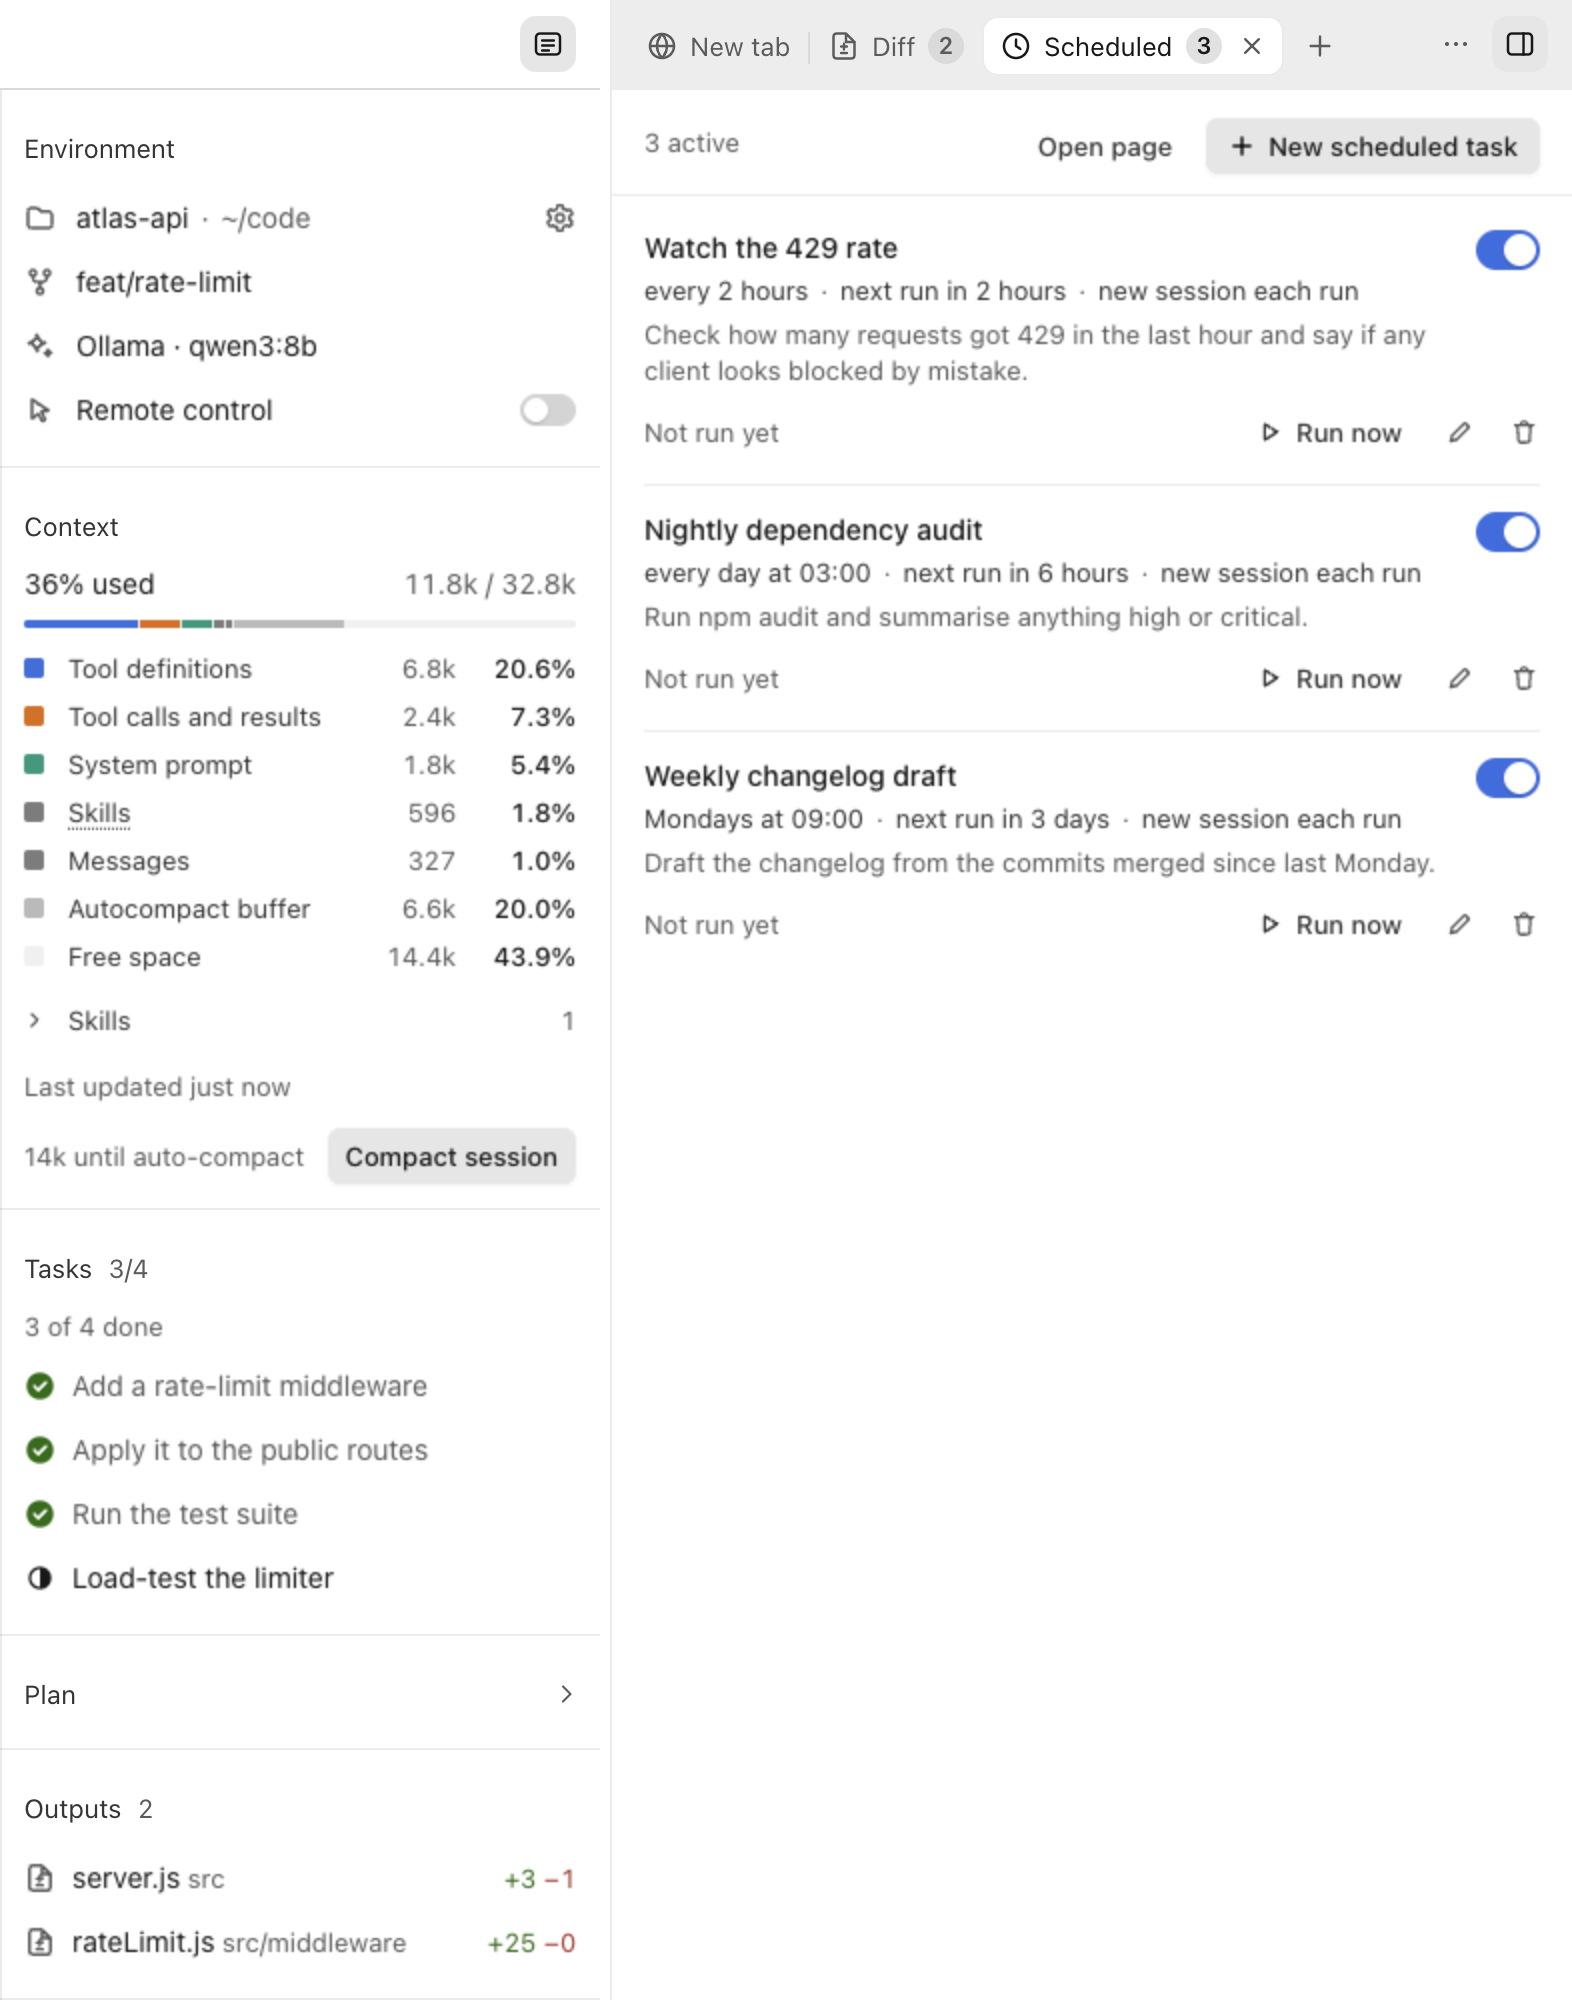 New tab
Diff 2
Scheduled 3
Environment
atlas-api · ~/code
feat/rate-limit
Ollama · qwen3:8b
Remote control
Context
36% used 11.8k / 32.8k
Tool definitions 6.8k 20.6%
Tool calls and results 2.4k 7.3%
System prompt 1.8k 5.4%
Skills 596 1.8%
Messages 327 1.0%
Autocompact buffer 6.6k 20.0%
Free space 14.4k 43.9%
Skills 1
Last updated just now
14k until auto-compact Compact session
Tasks 3/4
3 of 4 done
Add a rate-limit middleware
Apply it to the public routes
Run the test suite
Load-test the limiter
Plan
Outputs 2
server.js src +3 −1
rateLimit.js src/middleware +25 −0
3 active Open page + New scheduled task
Watch the 429 rate
every 2 hours · next run in 2 hours · new session each run
Check how many requests got 429 in the last hour and say if any
client looks blocked by mistake.
Not run yet Run now
Nightly dependency audit
every day at 03:00 · next run in 6 hours · new session each run
Run npm audit and summarise anything high or critical.
Not run yet Run now
Weekly changelog draft
Mondays at 09:00 · next run in 3 days · new session each run
Draft the changelog from the commits merged since last Monday.
Not run yet Run now